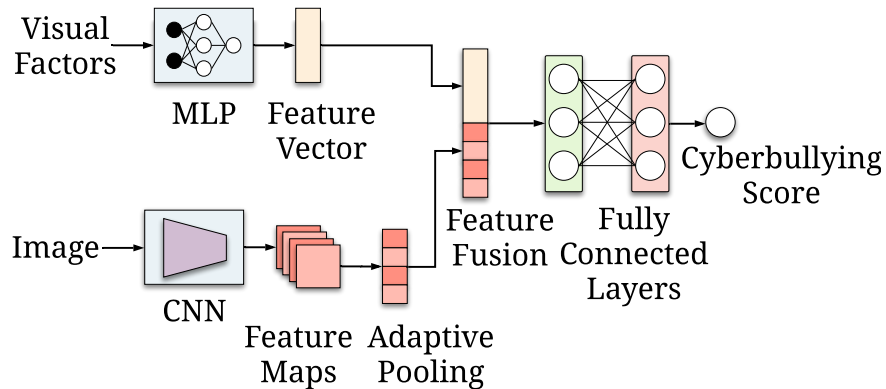 Visual
Factors
MLP
Feature
Vector
Feature
Fusion
Fully
Connected
Layers
Cyberbullying
Score
Image
CNN
Feature
Maps
Adaptive
Pooling